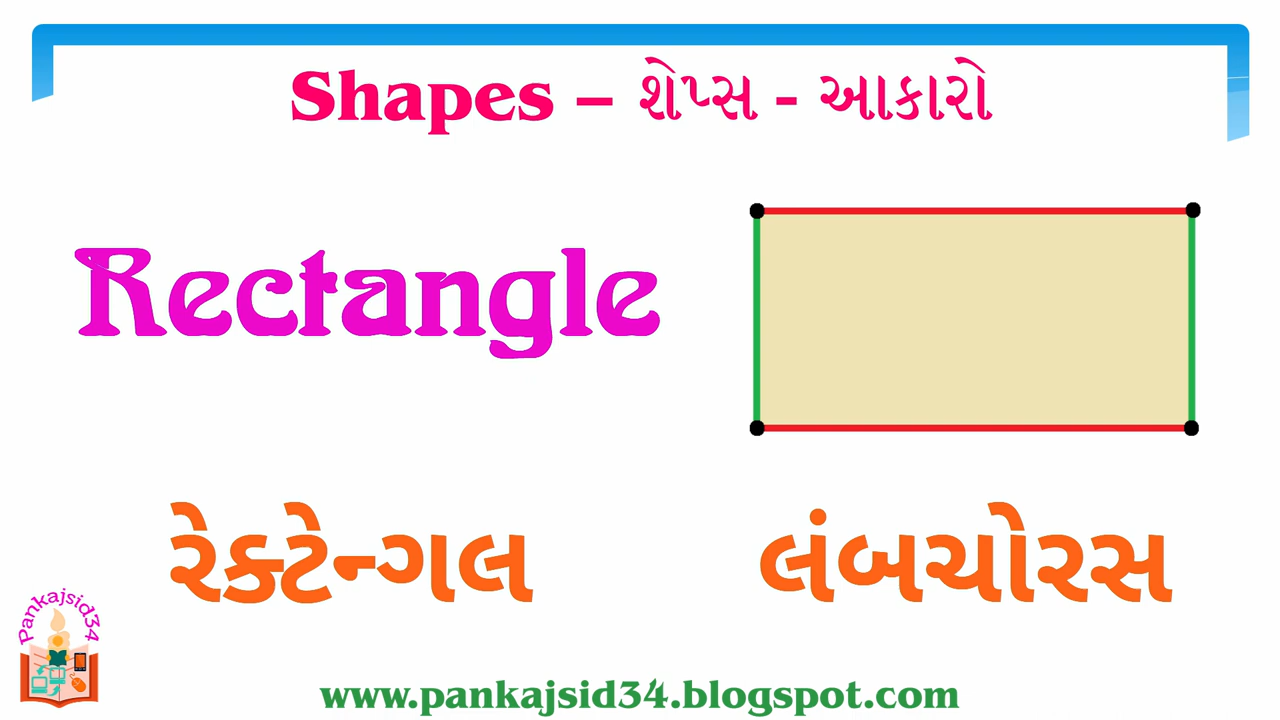 Shapes – શેપ્સ - આકારો
Rectangle
રેક્ટેન્ગલ
લંબચોરસ
Pankajsid34
www.pankajsid34.blogspot.com